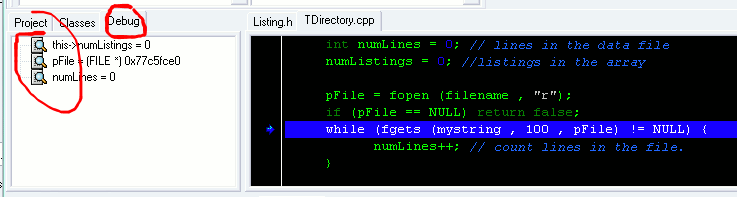 Project Classes Debug
this->numListings = 0
pFile = (FILE *) 0x77c5fce0
numLines = 0
Listing.h TDirectory.cpp
int numLines = 0; // lines in the data file
numListings = 0; //listings in the array
pFile = fopen (filename , "r");
if (pFile == NULL) return false;
while (fgets (mystring , 100 , pFile) != NULL) {
numLines++; // count lines in the file.
}